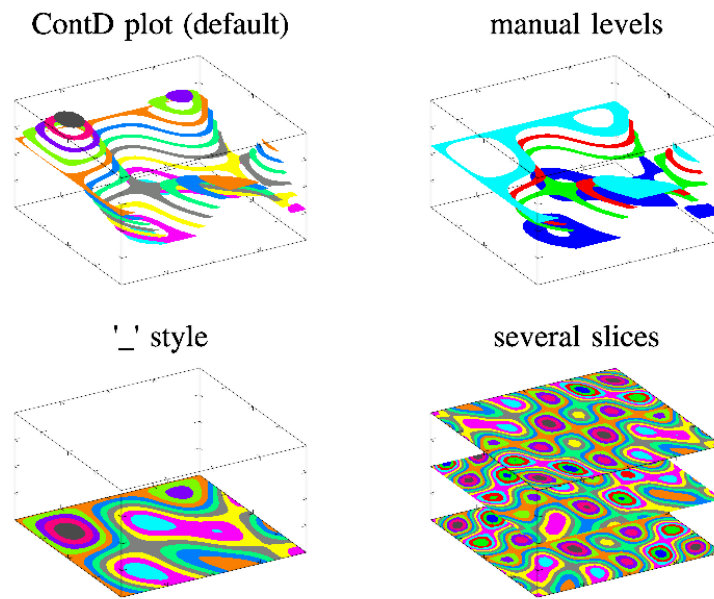 ContD plot (default)
manual levels
'_' style
several slices